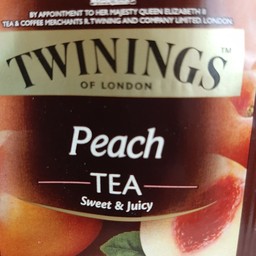 BY APPOINTMENT TO HER MAJESTY QUEEN ELIZABETH II
TEA & COFFEE MERCHANTS R. TWINING AND COMPANY LIMITED, LONDON
TWININGS™
OF LONDON
Peach
TEA
Sweet & Juicy